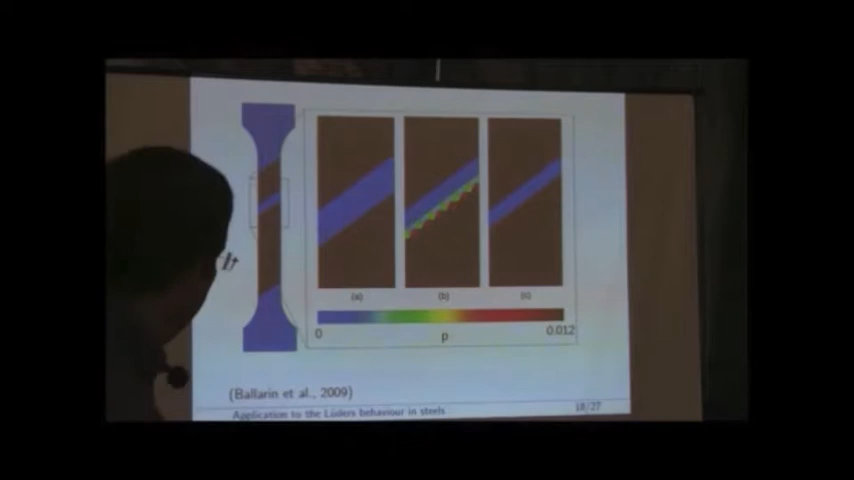 (a) (b) (c)
0 p 0.012
(Ballarin et al., 2009)
Application to the Lüders behaviour in steels 18/27